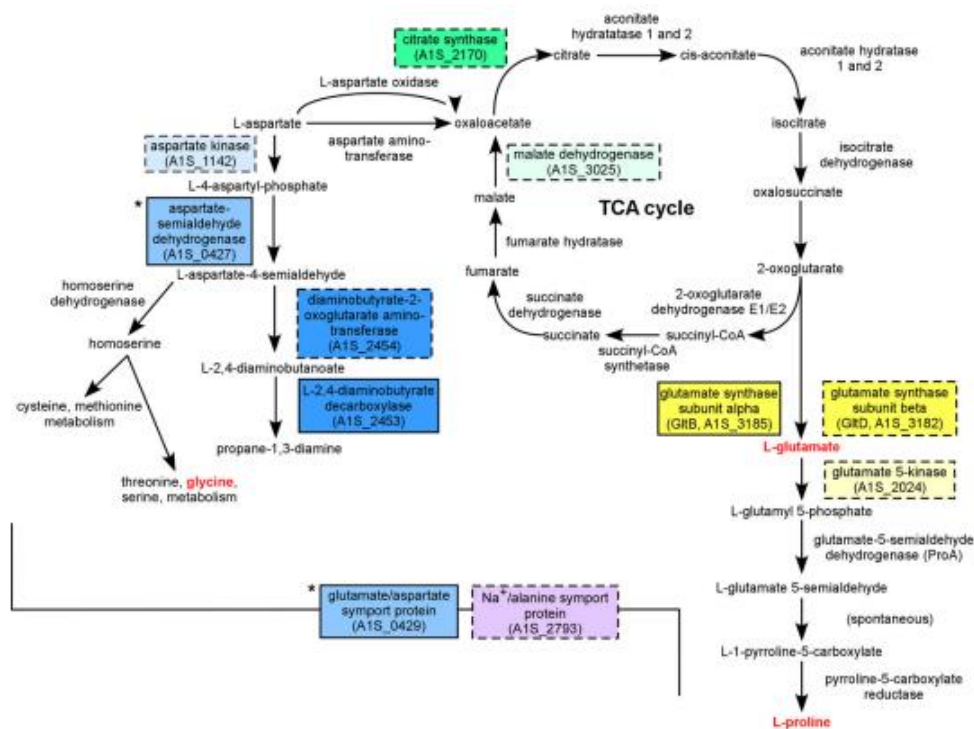 aconitate
hydratatase 1 and 2
citrate synthase
(A1S_2170)
citrate
cis-aconitate
aconitate hydratase
1 and 2
L-aspartate oxidase
L-aspartate
oxaloacetate
isocitrate
aspartate amino-
transferase
aspartate kinase
(A1S_1142)
malate dehydrogenase
(A1S_3025)
isocitrate
dehydrogenase
L-4-aspartyl-phosphate
oxalosuccinate
malate
TCA cycle
*
aspartate-
semialdehyde
dehydrogenase
(A1S_0427)
fumarate hydratase
L-aspartate-4-semialdehyde
fumarate
2-oxoglutarate
homoserine
dehydrogenase
diaminobutyrate-2-
oxoglutarate amino-
transferase
(A1S_2454)
succinate
dehydrogenase
2-oxoglutarate
dehydrogenase E1/E2
homoserine
succinate
succinyl-CoA
succinyl-CoA
synthetase
L-2,4-diaminobutanoate
L-2,4-diaminobutyrate
decarboxylase
(A1S_2453)
glutamate synthase
subunit alpha
(GltB, A1S_3185)
glutamate synthase
subunit beta
(GltD, A1S_3182)
cysteine, methionine
metabolism
propane-1,3-diamine
L-glutamate
glutamate 5-kinase
(A1S_2024)
threonine, glycine,
serine, metabolism
L-glutamyl 5-phosphate
glutamate-5-semialdehyde
dehydrogenase (ProA)
*
glutamate/aspartate
symport protein
(A1S_0429)
Na+/alanine symport
protein
(A1S_2793)
L-glutamate 5-semialdehyde
(spontaneous)
L-1-pyrroline-5-carboxylate
pyrroline-5-carboxylate
reductase
L-proline